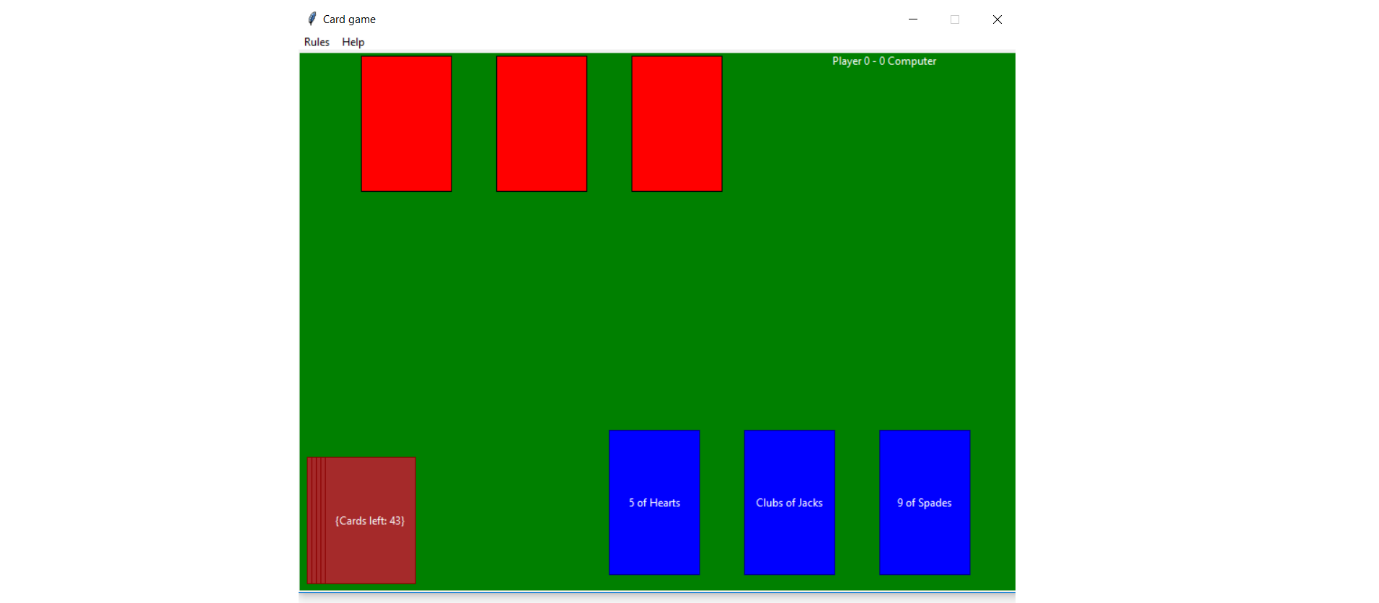 Card game
Rules Help
Player 0 - 0 Computer
5 of Hearts
Clubs of Jacks
9 of Spades
{Cards left: 43}